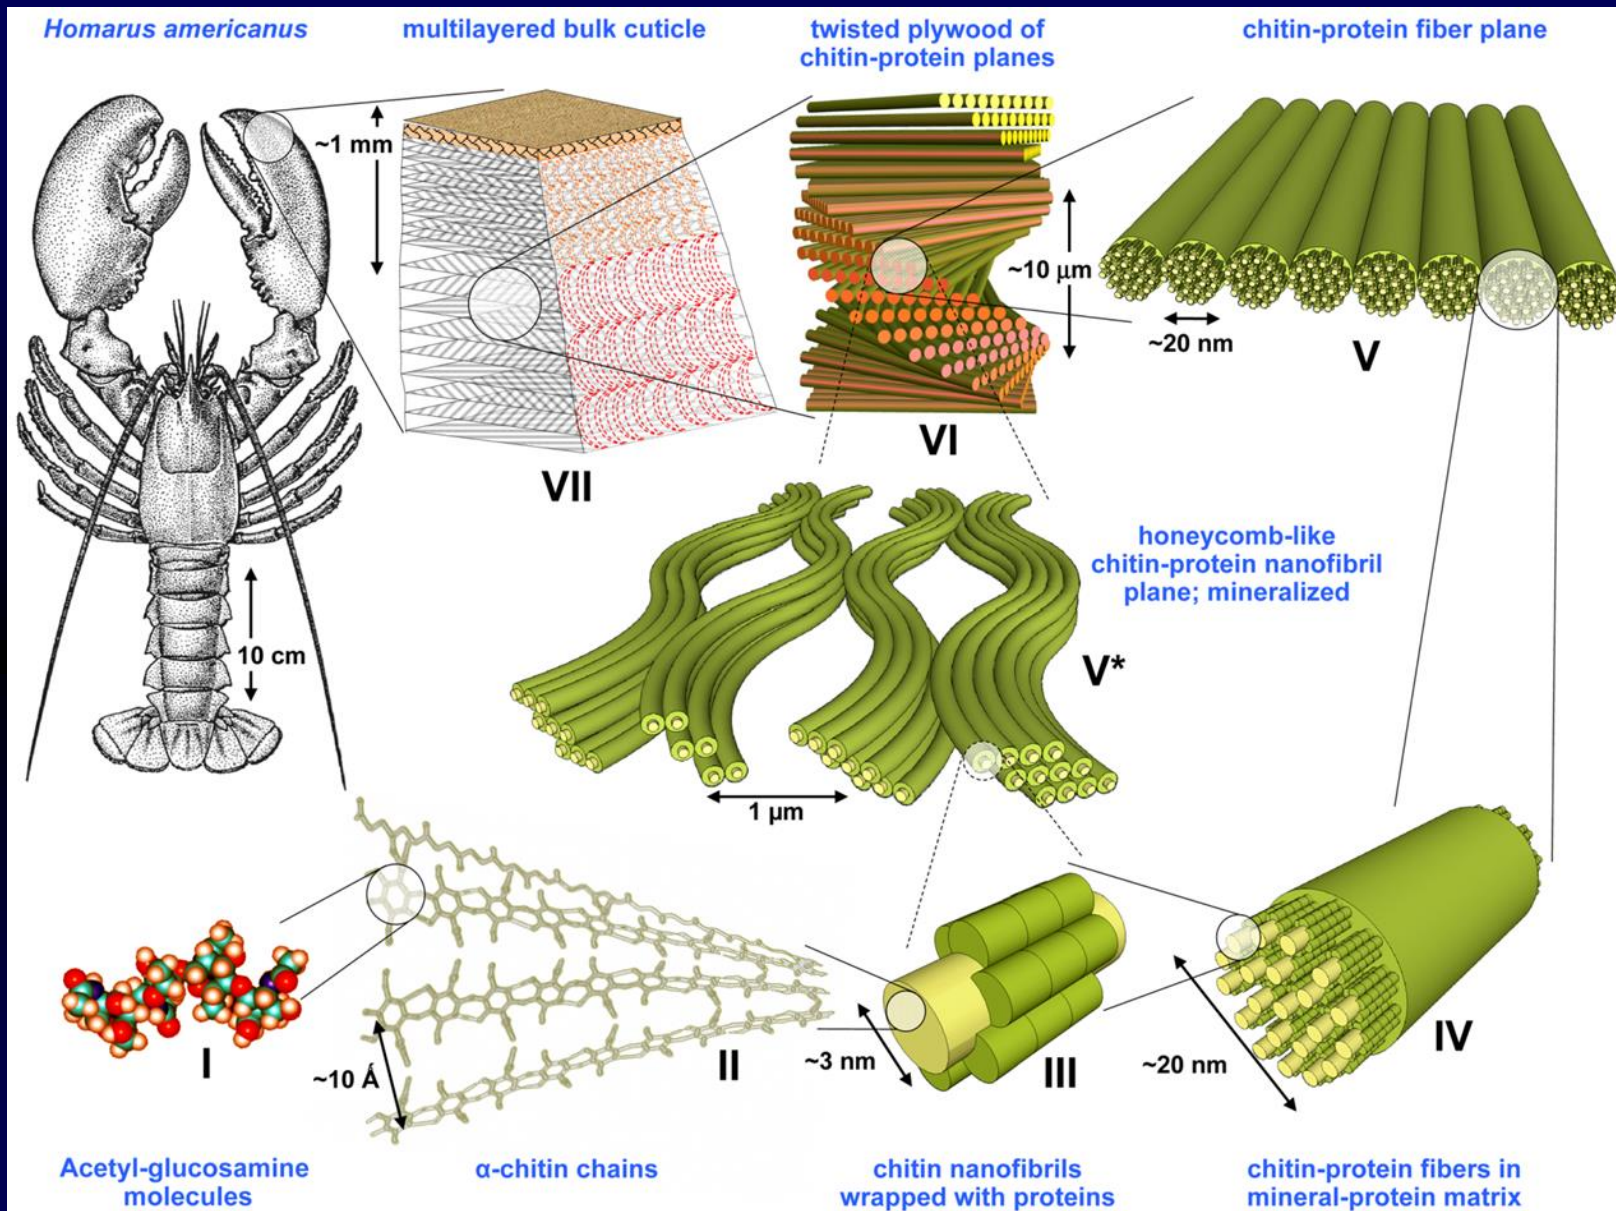 Homarus americanus
multilayered bulk cuticle
twisted plywood of
chitin-protein planes
chitin-protein fiber plane
~1 mm
~10 μm
~20 nm
V
VI
VII
honeycomb-like
chitin-protein nanofibril
plane; mineralized
V*
10 cm
1 μm
I
~10 Å
II
~3 nm
III
~20 nm
IV
Acetyl-glucosamine
molecules
α-chitin chains
chitin nanofibrils
wrapped with proteins
chitin-protein fibers in
mineral-protein matrix